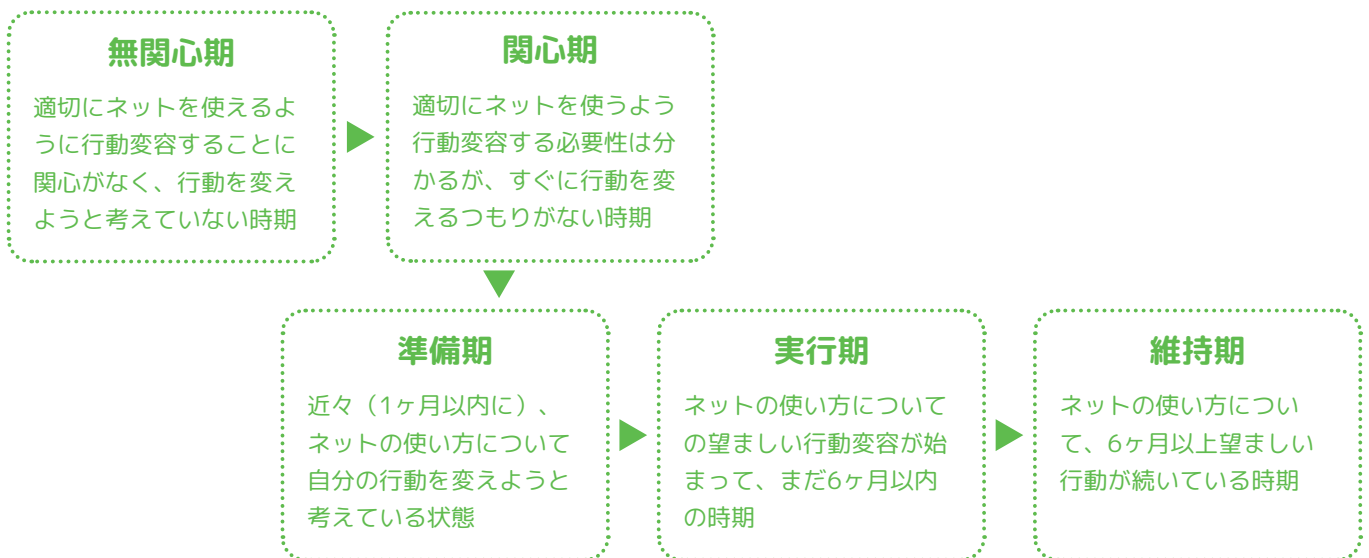 無関心期
適切にネットを使えるよ
うに行動変容することに
関心がなく、行動を変え
ようと考えていない時期
関心期
適切にネットを使うよう
行動変容する必要性は分
かるが、すぐに行動を変
えるつもりがない時期
準備期
近々（1ヶ月以内に）、
ネットの使い方について
自分の行動を変えようと
考えている状態
実行期
ネットの使い方について
の望ましい行動変容が始
まって、まだ6ヶ月以内
の時期
維持期
ネットの使い方につい
て、6ヶ月以上望ましい
行動が続いている時期